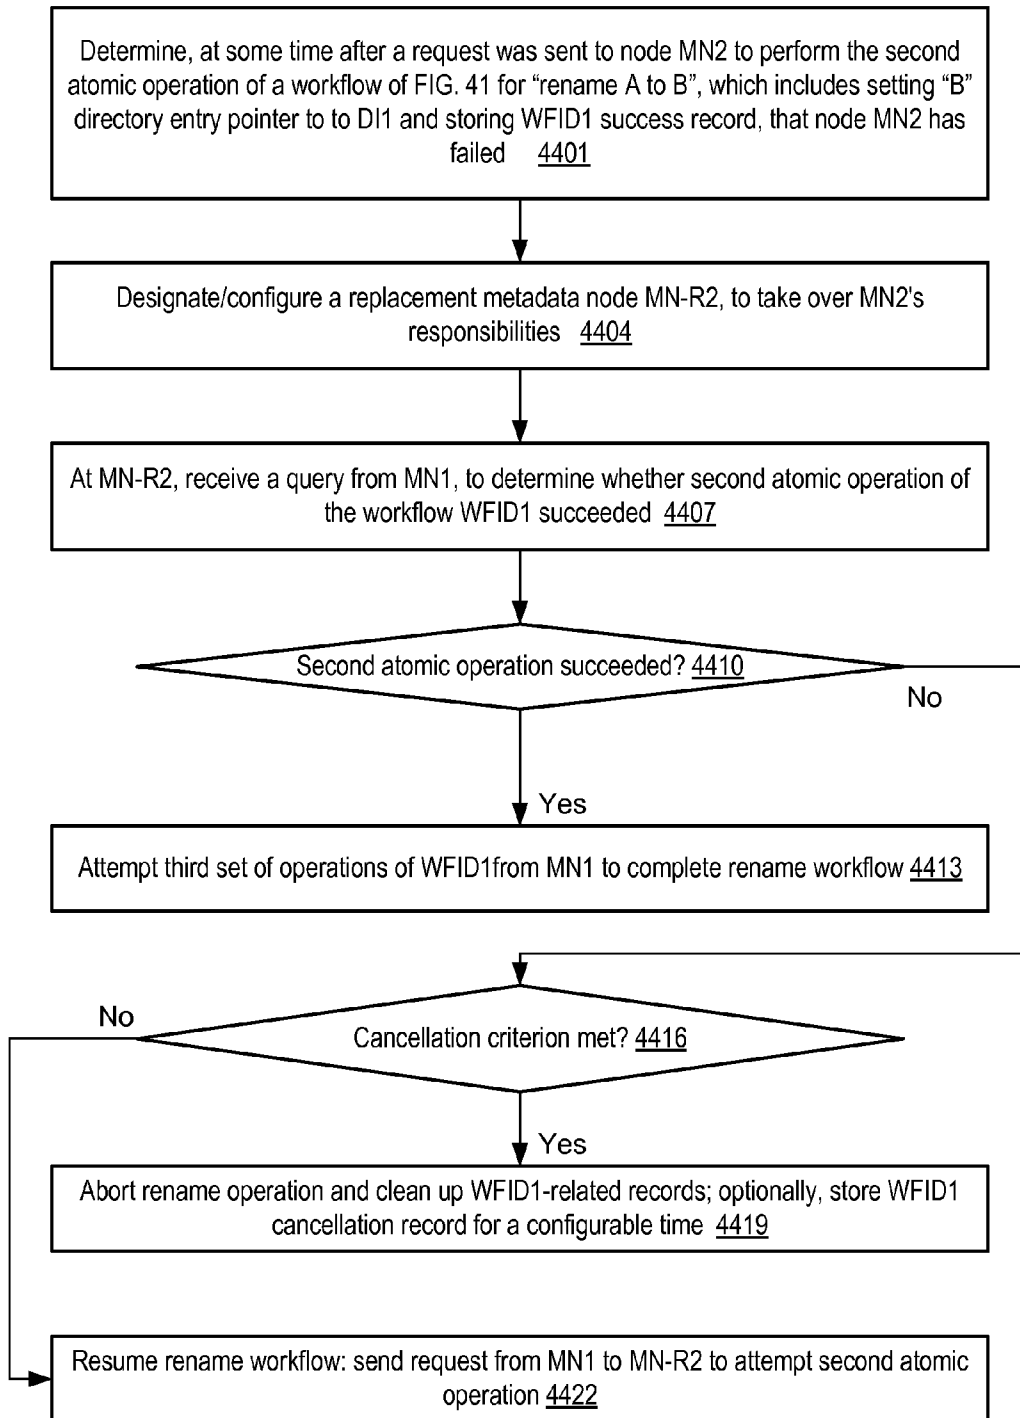 Determine, at some time after a request was sent to node MN2 to perform the second
atomic operation of a workflow of FIG. 41 for “rename A to B”, which includes setting “B”
directory entry pointer to to DI1 and storing WFID1 success record, that node MN2 has
failed 4401
Designate/configure a replacement metadata node MN-R2, to take over MN2's
responsibilities 4404
At MN-R2, receive a query from MN1, to determine whether second atomic operation of
the workflow WFID1 succeeded 4407
Second atomic operation succeeded? 4410
No
Yes
Attempt third set of operations of WFID1from MN1 to complete rename workflow 4413
No
Cancellation criterion met? 4416
Yes
Abort rename operation and clean up WFID1-related records; optionally, store WFID1
cancellation record for a configurable time 4419
Resume rename workflow: send request from MN1 to MN-R2 to attempt second atomic
operation 4422